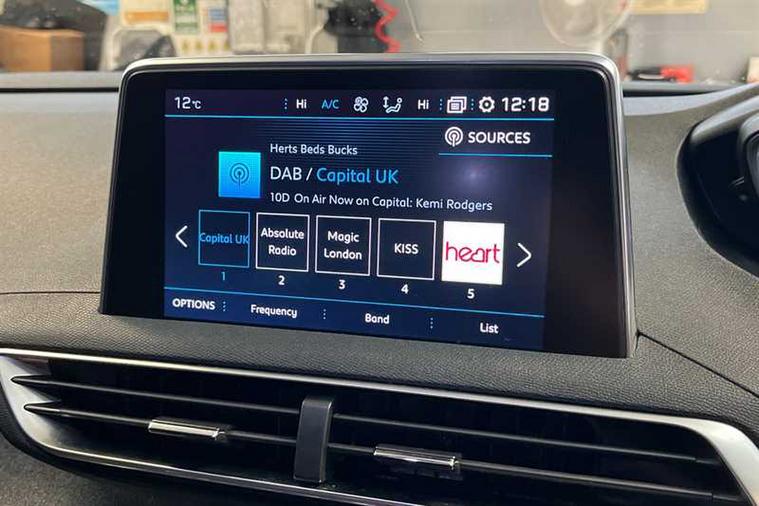 12°C Hi A/C Hi 12:18
SOURCES
Herts Beds Bucks
DAB / Capital UK
10D On Air Now on Capital: Kemi Rodgers
Capital UK
Absolute
Radio
Magic
London
KISS
heart
1 2 3 4 5
OPTIONS Frequency Band List